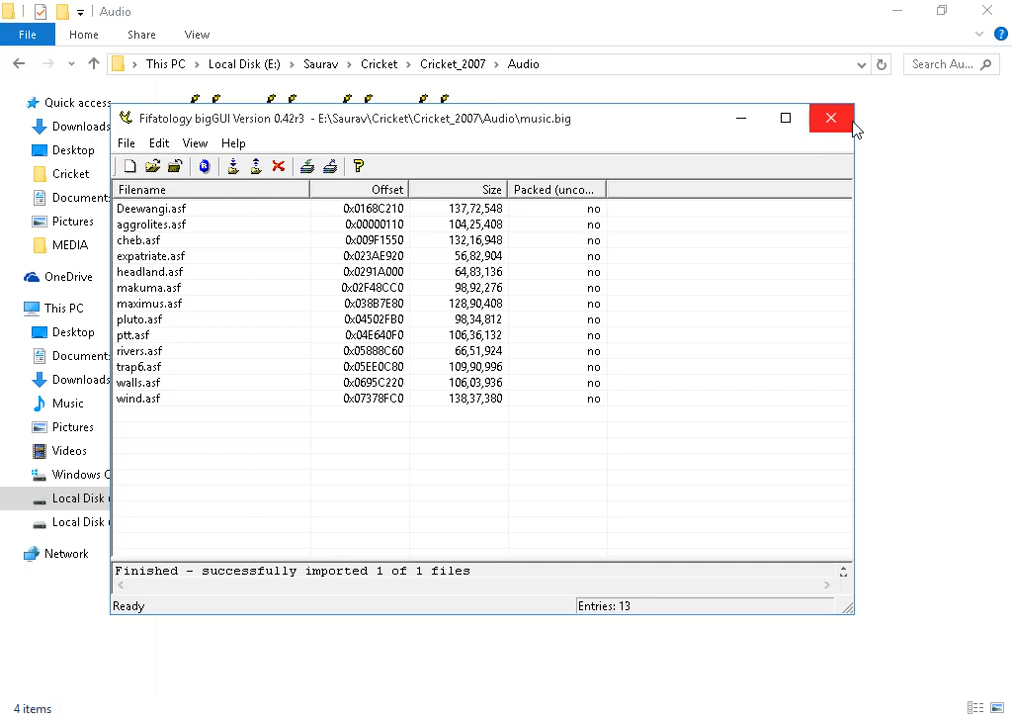 Audio
File Home Share View
This PC Local Disk (E:) Saurav Cricket Cricket_2007 Audio Search Au...
Quick access
Downloads
Desktop
Cricket
Document:
Pictures
MEDIA
OneDrive
This PC
Desktop
Document:
Downloads
Music
Pictures
Videos
Windows C
Local Disk
Local Disk
Network
4 items
Fifatology bigGUI Version 0.42r3 - E:\Saurav\Cricket\Cricket_2007\Audio\music.big
File Edit View Help
Filename Offset Size Packed (unco...
Deewangi.asf 0x0168C210 137,72,548 no
aggrolites.asf 0x00000110 104,25,408 no
cheb.asf 0x009F1550 132,16,948 no
expatriate.asf 0x023AE920 56,82,904 no
headland.asf 0x0291A000 64,83,136 no
makuma.asf 0x02F48CC0 98,92,276 no
maximus.asf 0x038B7E80 128,90,408 no
pluto.asf 0x04502FB0 98,34,812 no
ptt.asf 0x04E640F0 106,36,132 no
rivers.asf 0x05888C60 66,51,924 no
trap6.asf 0x05EE0C80 109,90,996 no
walls.asf 0x0695C220 106,03,936 no
wind.asf 0x07378FC0 138,37,380 no
Finished - successfully imported 1 of 1 files
Ready Entries: 13